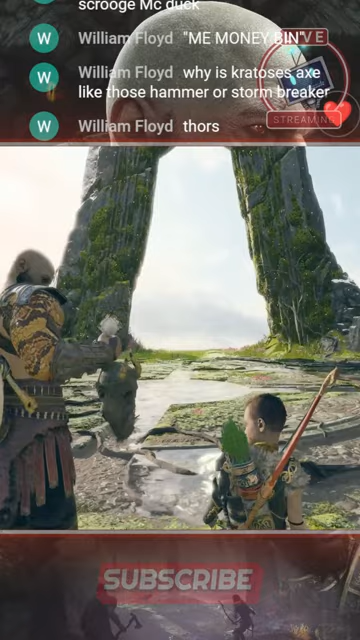 scrooge Mc duck
William Floyd "ME MONEY BIN"
LIVE
William Floyd why is kratoses axe
like those hammer or storm breaker
STREAMING
William Floyd thors
SUBSCRIBE